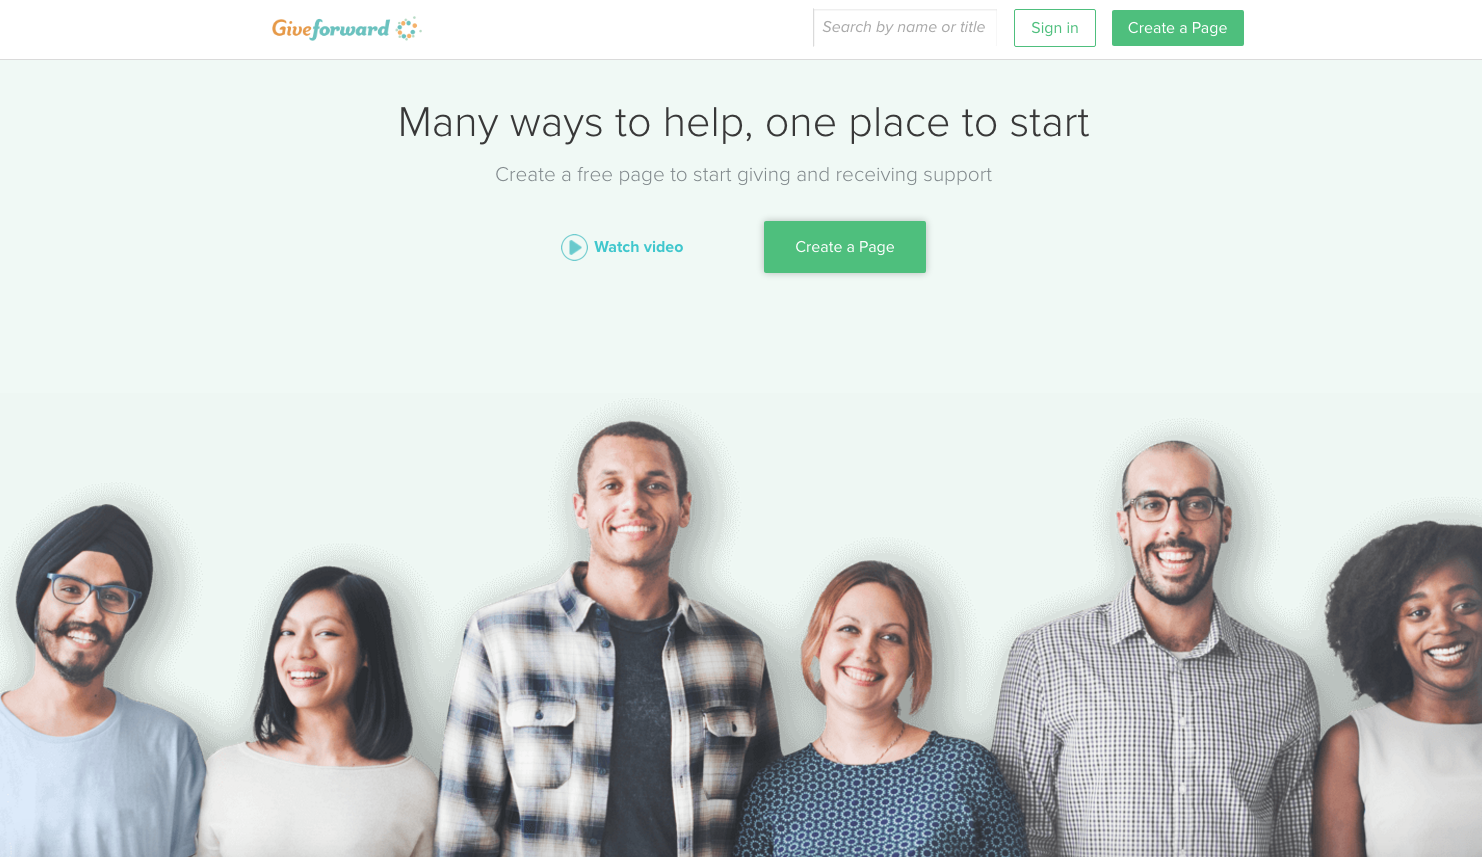 Giveforward
Search by name or title
Sign in
Create a Page
Many ways to help, one place to start
Create a free page to start giving and receiving support
Watch video
Create a Page